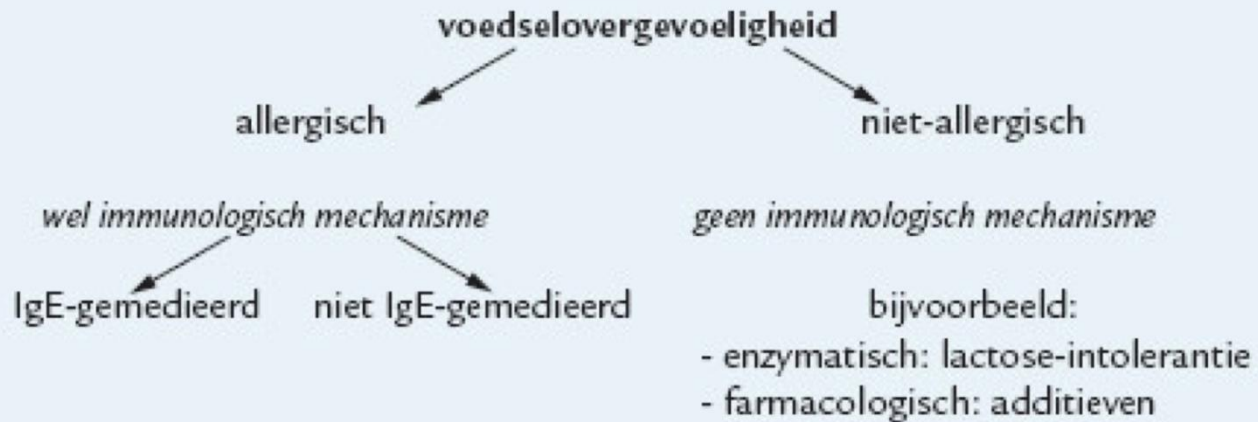 voedselovergevoeligheid
allergisch
niet-allergisch
wel immunologisch mechanisme
geen immunologisch mechanisme
IgE-gemedieerd
niet IgE-gemedieerd
bijvoorbeeld:
- enzymatisch: lactose-intolerantie
- farmacologisch: additieven